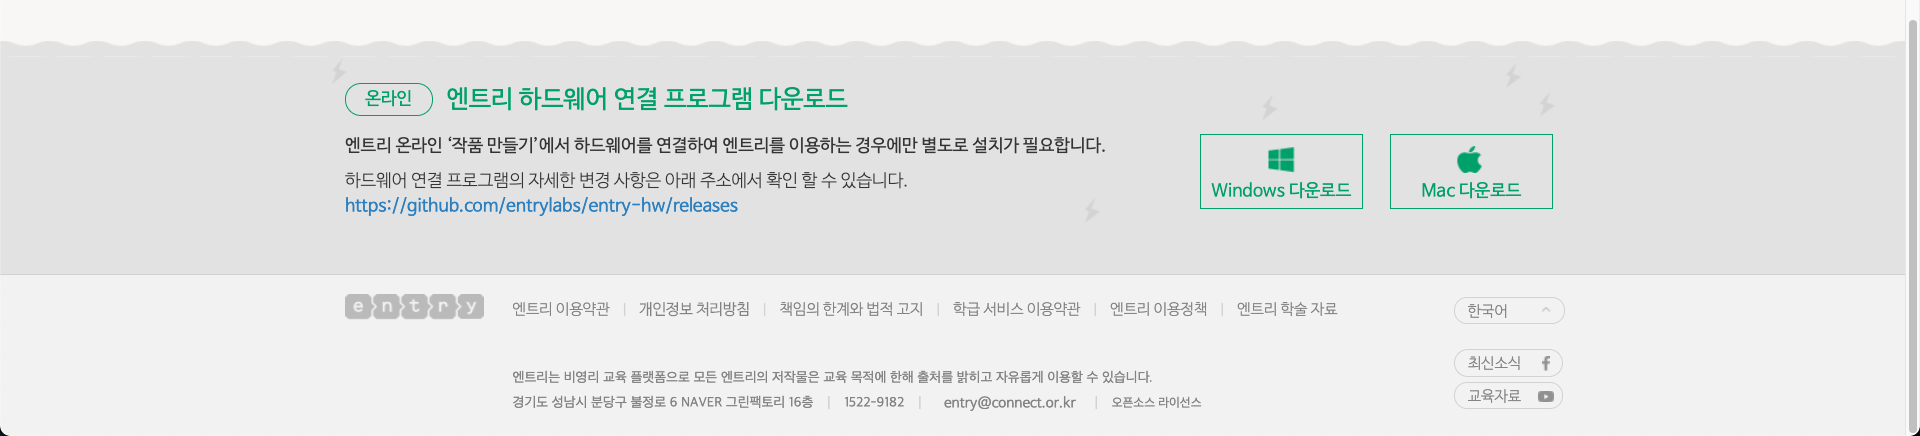 온라인 엔트리 하드웨어 연결 프로그램 다운로드
엔트리 온라인 ‘작품 만들기’에서 하드웨어를 연결하여 엔트리를 이용하는 경우에만 별도로 설치가 필요합니다.
하드웨어 연결 프로그램의 자세한 변경 사항은 아래 주소에서 확인 할 수 있습니다.
https://github.com/entrylabs/entry-hw/releases
Windows 다운로드
Mac 다운로드
entry
엔트리 이용약관 | 개인정보 처리방침 | 책임의 한계와 법적 고지 | 학급 서비스 이용약관 | 엔트리 이용정책 | 엔트리 학술 자료
한국어
최신소식
교육자료
엔트리는 비영리 교육 플랫폼으로 모든 엔트리의 저작물은 교육 목적에 한해 출처를 밝히고 자유롭게 이용할 수 있습니다.
경기도 성남시 분당구 불정로 6 NAVER 그린팩토리 16층 | 1522-9182 | entry@connect.or.kr | 오픈소스 라이선스